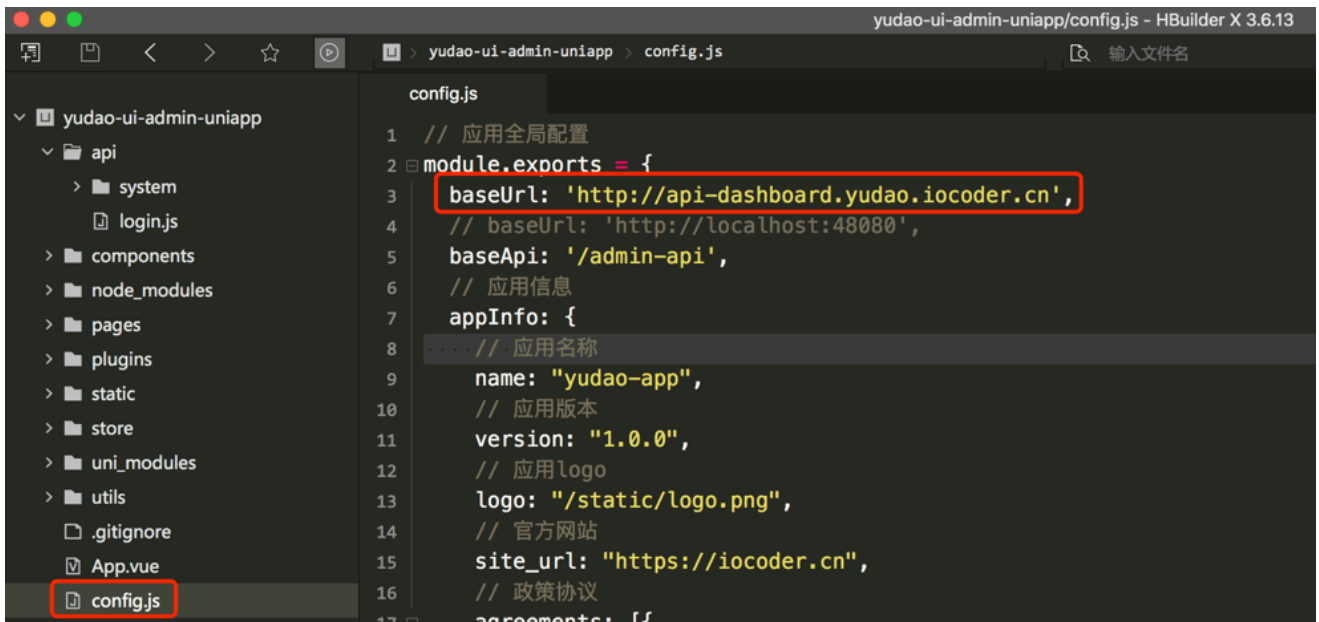 yudao-ui-admin-uniapp/config.js - HBuilder X 3.6.13
yudao-ui-admin-uniapp > config.js
输入文件名
yudao-ui-admin-uniapp
api
system
login.js
components
node_modules
pages
plugins
static
store
uni_modules
utils
.gitignore
App.vue
config.js
config.js
1 // 应用全局配置
2 module.exports = {
3 baseUrl: 'http://api-dashboard.yudao.iocoder.cn',
4 // baseUrl: 'http://localhost:48080',
5 baseApi: '/admin-api',
6 // 应用信息
7 appInfo: {
8 // 应用名称
9 name: "yudao-app",
10 // 应用版本
11 version: "1.0.0",
12 // 应用logo
13 logo: "/static/logo.png",
14 // 官方网站
15 site_url: "https://iocoder.cn",
16 // 政策协议
17 agreements: [{